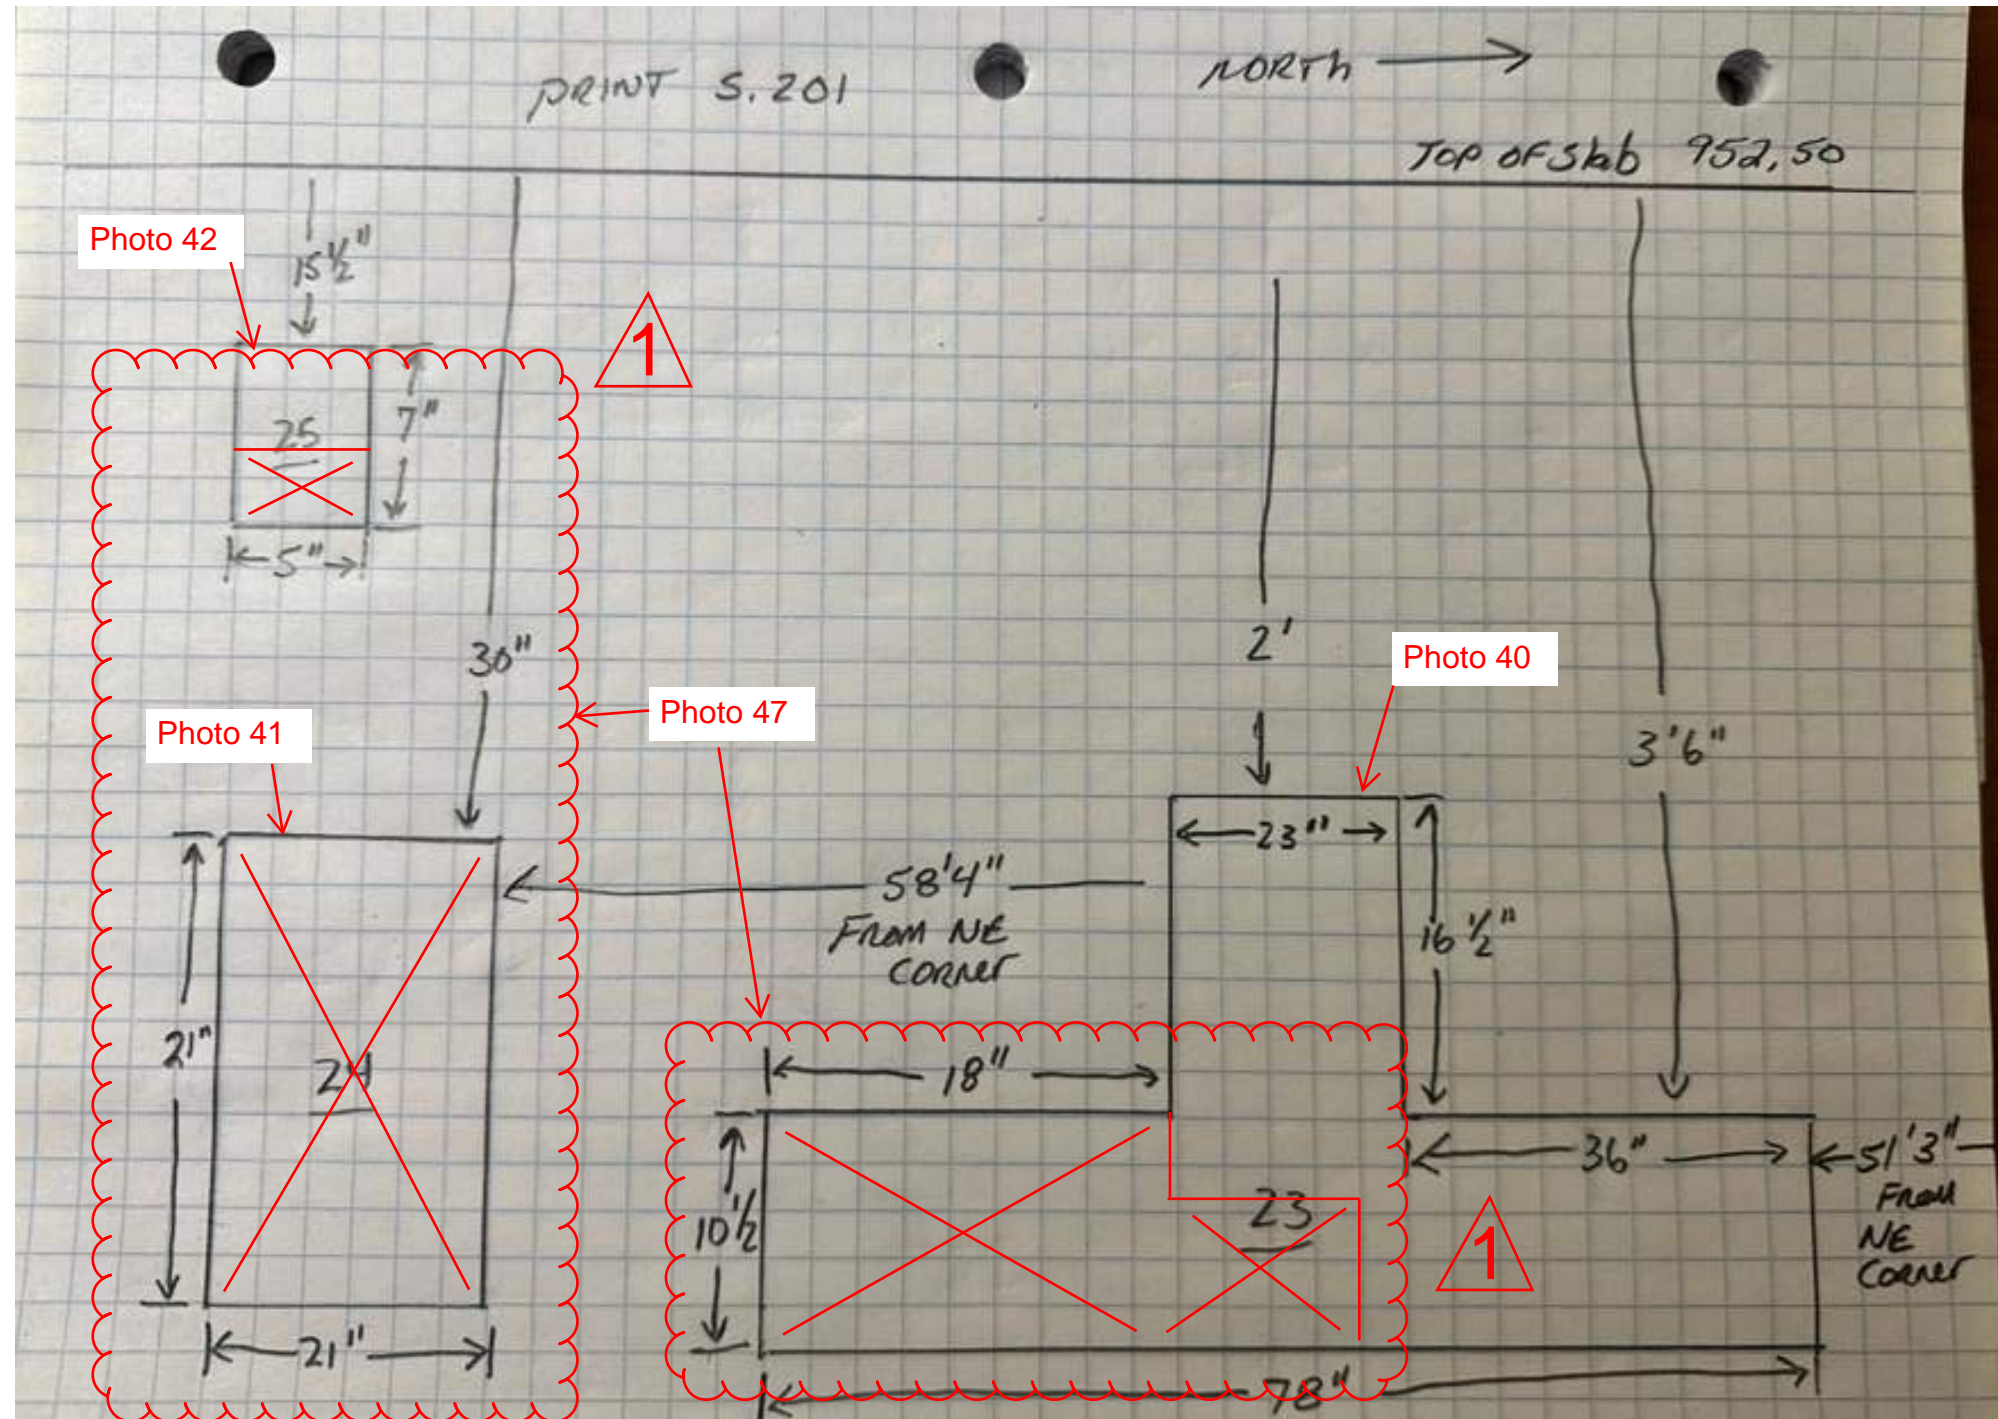 PRINT S.201
NORTH
TOP OF Slab 952.50
Photo 42
15 1/2"
1
25
7"
5"
30"
2'
Photo 40
Photo 47
Photo 41
3'6"
23"
58'4"
FROM NE
CORNER
16 1/2"
21"
24
18"
36"
51'3"
FROM
NE
CORNER
10 1/2
23
1
21"
78"